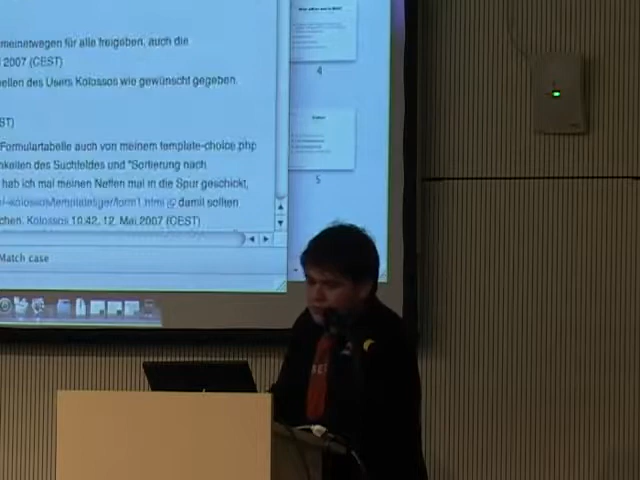 meinetwegen für alle freigeben, auch die
2007 (CEST)
ellen des Users Kolossos wie gewünscht gegeben.
ST)
Formulartabelle auch von meinem template-choice.php
hkeiten des Suchfeldes und "Sortierung nach
hab ich mal meinen Neffen mal in die Spur geschickt,
damit sollten
chen. Kolossos 10:42, 12. Mai 2007 (CEST)
Match case
4
5